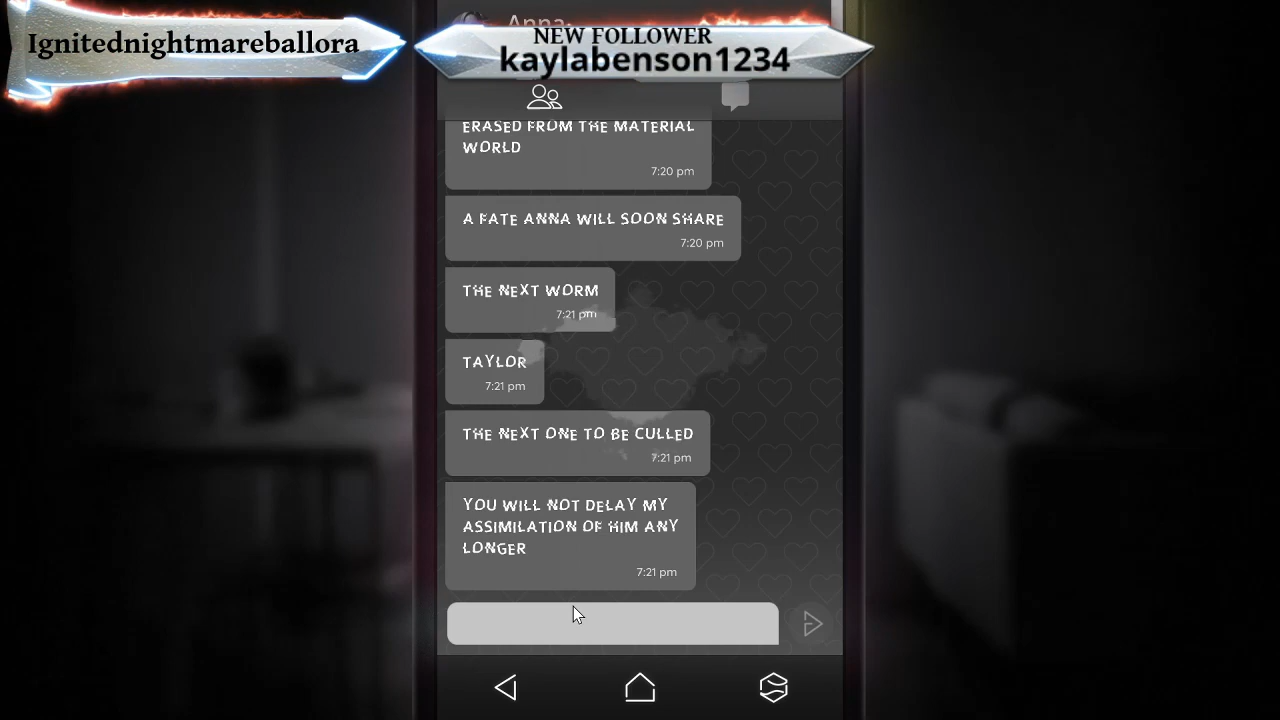 Ignitednightmareballora
NEW FOLLOWER
kaylabenson1234
Anna
ERASED FROM THE MATERIAL
WORLD
7:20 pm
A FATE ANNA WILL SOON SHARE
7:20 pm
THE NEXT WORM
7:21 pm
TAYLOR
7:21 pm
THE NEXT ONE TO BE CULLED
7:21 pm
YOU WILL NOT DELAY MY
ASSIMILATION OF HIM ANY
LONGER
7:21 pm